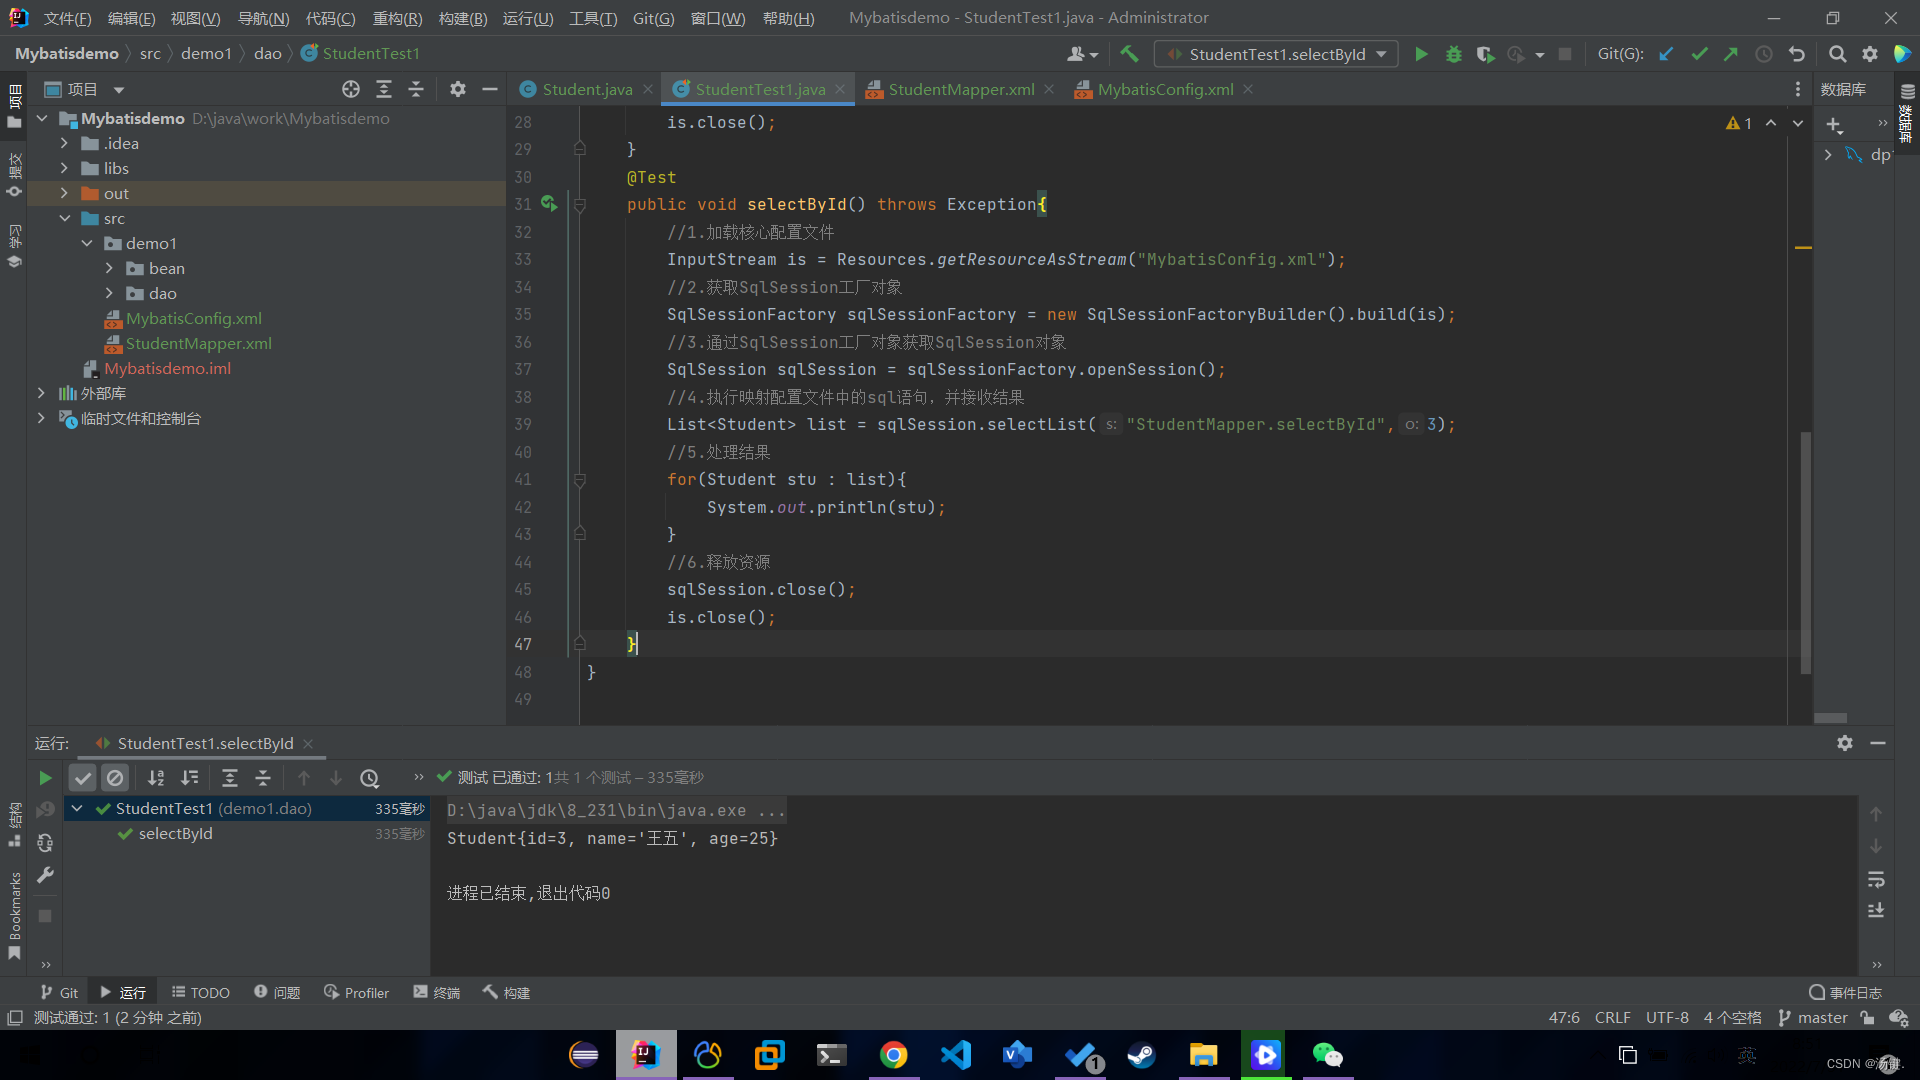 文件(F) 编辑(E) 视图(V) 导航(N) 代码(C) 重构(R) 构建(B) 运行(U) 工具(T) Git(G) 窗口(W) 帮助(H) Mybatisdemo - StudentTest1.java - Administrator
Mybatisdemo src demo1 dao StudentTest1 StudentTest1.selectById Git(G):
项目 Student.java StudentTest1.java StudentMapper.xml MybatisConfig.xml 数据库
项目
提交
学习
结构
Bookmarks
数据库
Mybatisdemo D:\java\work\Mybatisdemo
.idea
libs
out
src
demo1
bean
dao
MybatisConfig.xml
StudentMapper.xml
Mybatisdemo.iml
外部库
临时文件和控制台
1
dp
28 is.close();
29 }
30 @Test
31 public void selectById() throws Exception{
32 //1.加载核心配置文件
33 InputStream is = Resources.getResourceAsStream("MybatisConfig.xml");
34 //2.获取SqlSession工厂对象
35 SqlSessionFactory sqlSessionFactory = new SqlSessionFactoryBuilder().build(is);
36 //3.通过SqlSession工厂对象获取SqlSession对象
37 SqlSession sqlSession = sqlSessionFactory.openSession();
38 //4.执行映射配置文件中的sql语句，并接收结果
39 List<Student> list = sqlSession.selectList( s: "StudentMapper.selectById", o: 3);
40 //5.处理结果
41 for(Student stu : list){
42 System.out.println(stu);
43 }
44 //6.释放资源
45 sqlSession.close();
46 is.close();
47 }
48 }
49
运行: StudentTest1.selectById
测试 已通过: 1共 1 个测试 – 335毫秒
StudentTest1 (demo1.dao) 335毫秒
selectById 335毫秒
D:\java\jdk\8_231\bin\java.exe ...
Student{id=3, name='王五', age=25}
进程已结束,退出代码0
Git 运行 TODO 问题 Profiler 终端 构建 事件日志
测试通过: 1 (2 分钟 之前) 47:6 CRLF UTF-8 4 个空格 master
1 英
CSDN @汤键.